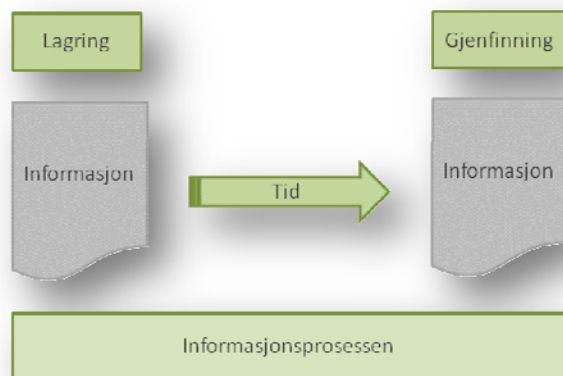 Lagring
Gjenfinning
Informasjon
Tid
Informasjon
Informasjonsprosessen